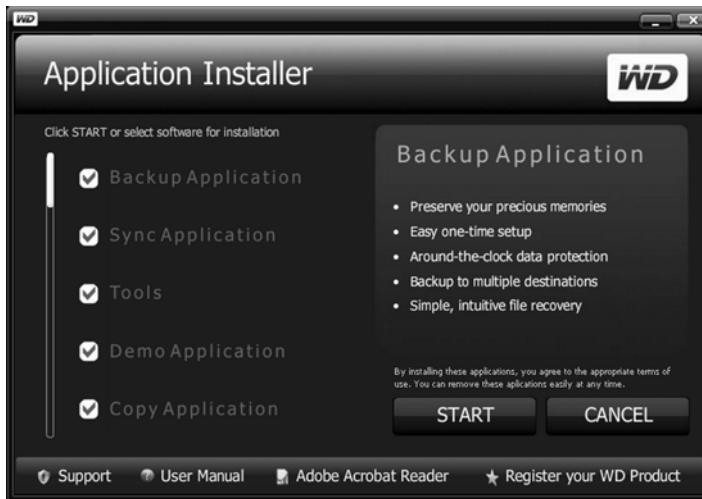 WD
Application Installer
WD
Click START or select software for installation
Backup Application
Sync Application
Tools
Demo Application
Copy Application
Backup Application
• Preserve your precious memories
• Easy one-time setup
• Around-the-clock data protection
• Backup to multiple destinations
• Simple, intuitive file recovery
By installing these applications, you agree to the appropriate terms of
use. You can remove these aplications easily at any time.
START
CANCEL
Support
User Manual
Adobe Acrobat Reader
Register your WD Product